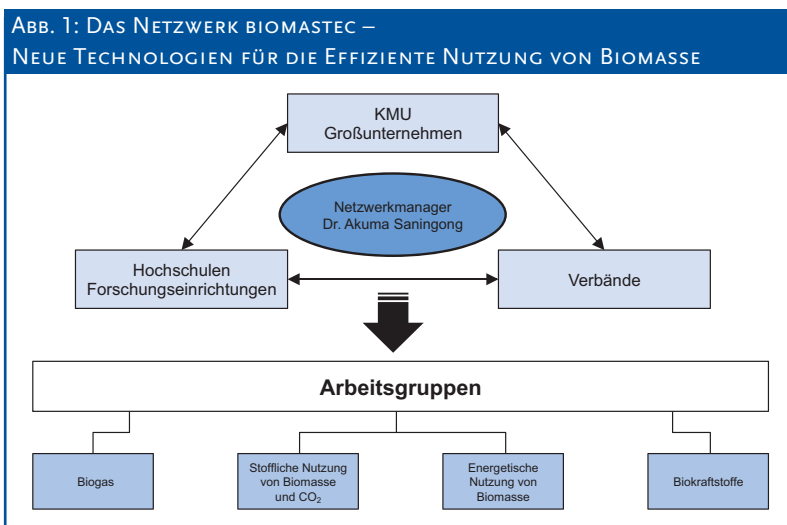 ABB. 1: DAS NETZWERK BIOMASTEC –
NEUE TECHNOLOGIEN FÜR DIE EFFIZIENTE NUTZUNG VON BIOMASSE
KMU
Großunternehmen
Netzwerkmanager
Dr. Akuma Saningong
Hochschulen
Forschungseinrichtungen
Verbände
Arbeitsgruppen
Biogas
Stoffliche Nutzung
von Biomasse
und CO₂
Energetische
Nutzung von
Biomasse
Biokraftstoffe